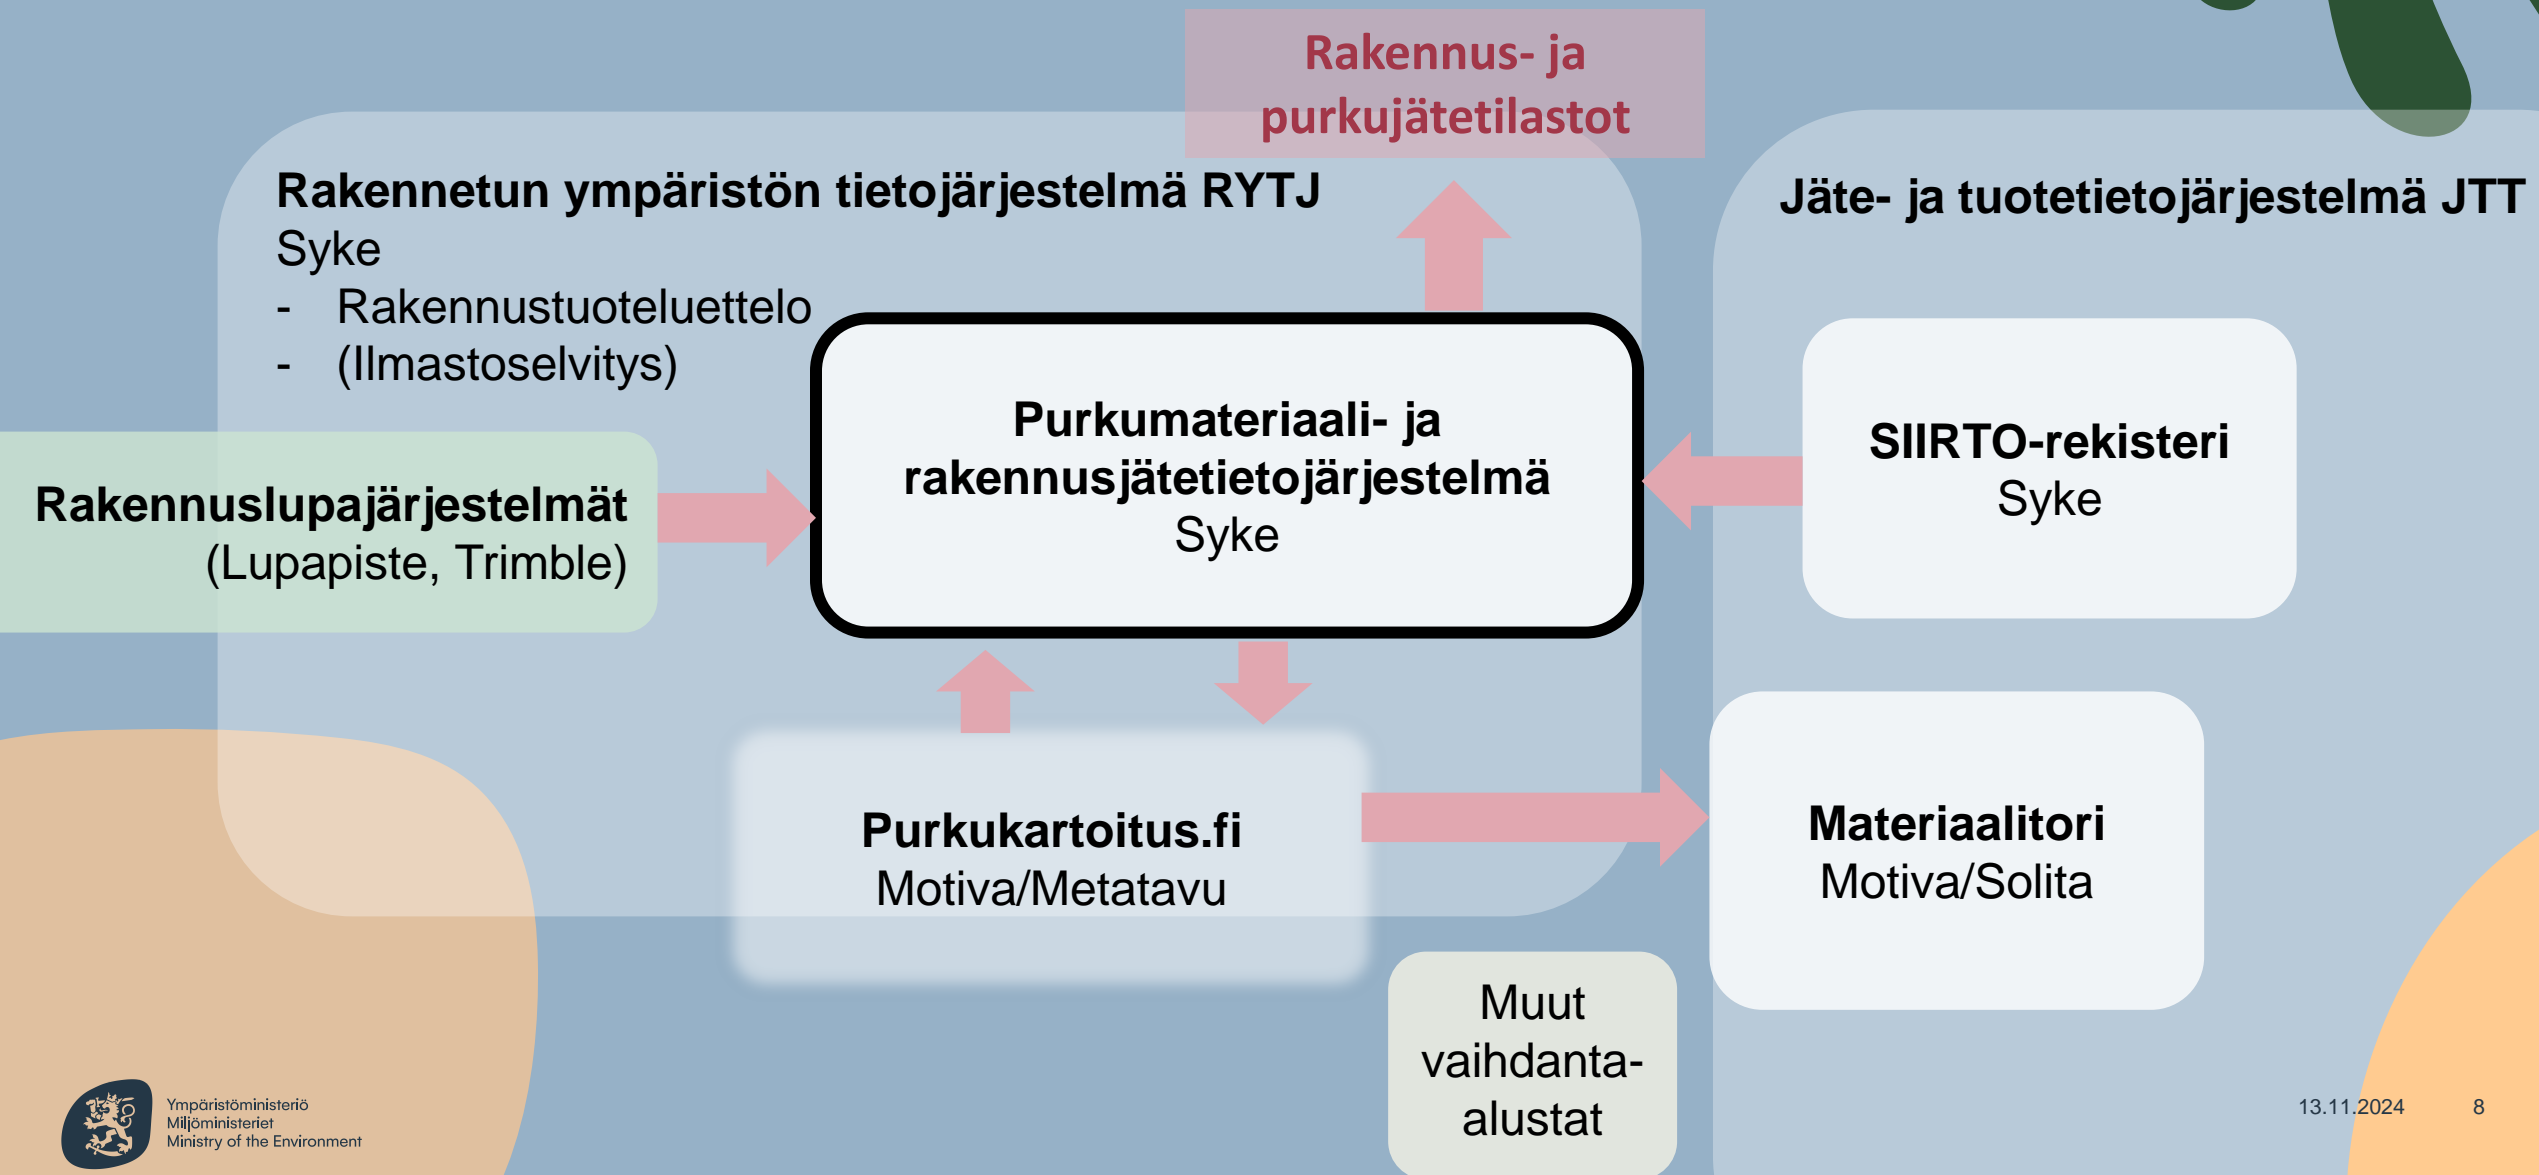 Rakennus- ja
purkujätetilastot
Rakennetun ympäristön tietojärjestelmä RYTJ
Syke
- Rakennustuoteluettelo
- (Ilmastoselvitys)
Jäte- ja tuotetietojärjestelmä JTT
Rakennuslupajärjestelmät
(Lupapiste, Trimble)
Purkumateriaali- ja
rakennusjätetietojärjestelmä
Syke
SIIRTO-rekisteri
Syke
Purkukartoitus.fi
Motiva/Metatavu
Materiaalitori
Motiva/Solita
Muut
vaihdanta-
alustat
Ympäristöministeriö
Miljöministeriet
Ministry of the Environment
13.11.2024 8